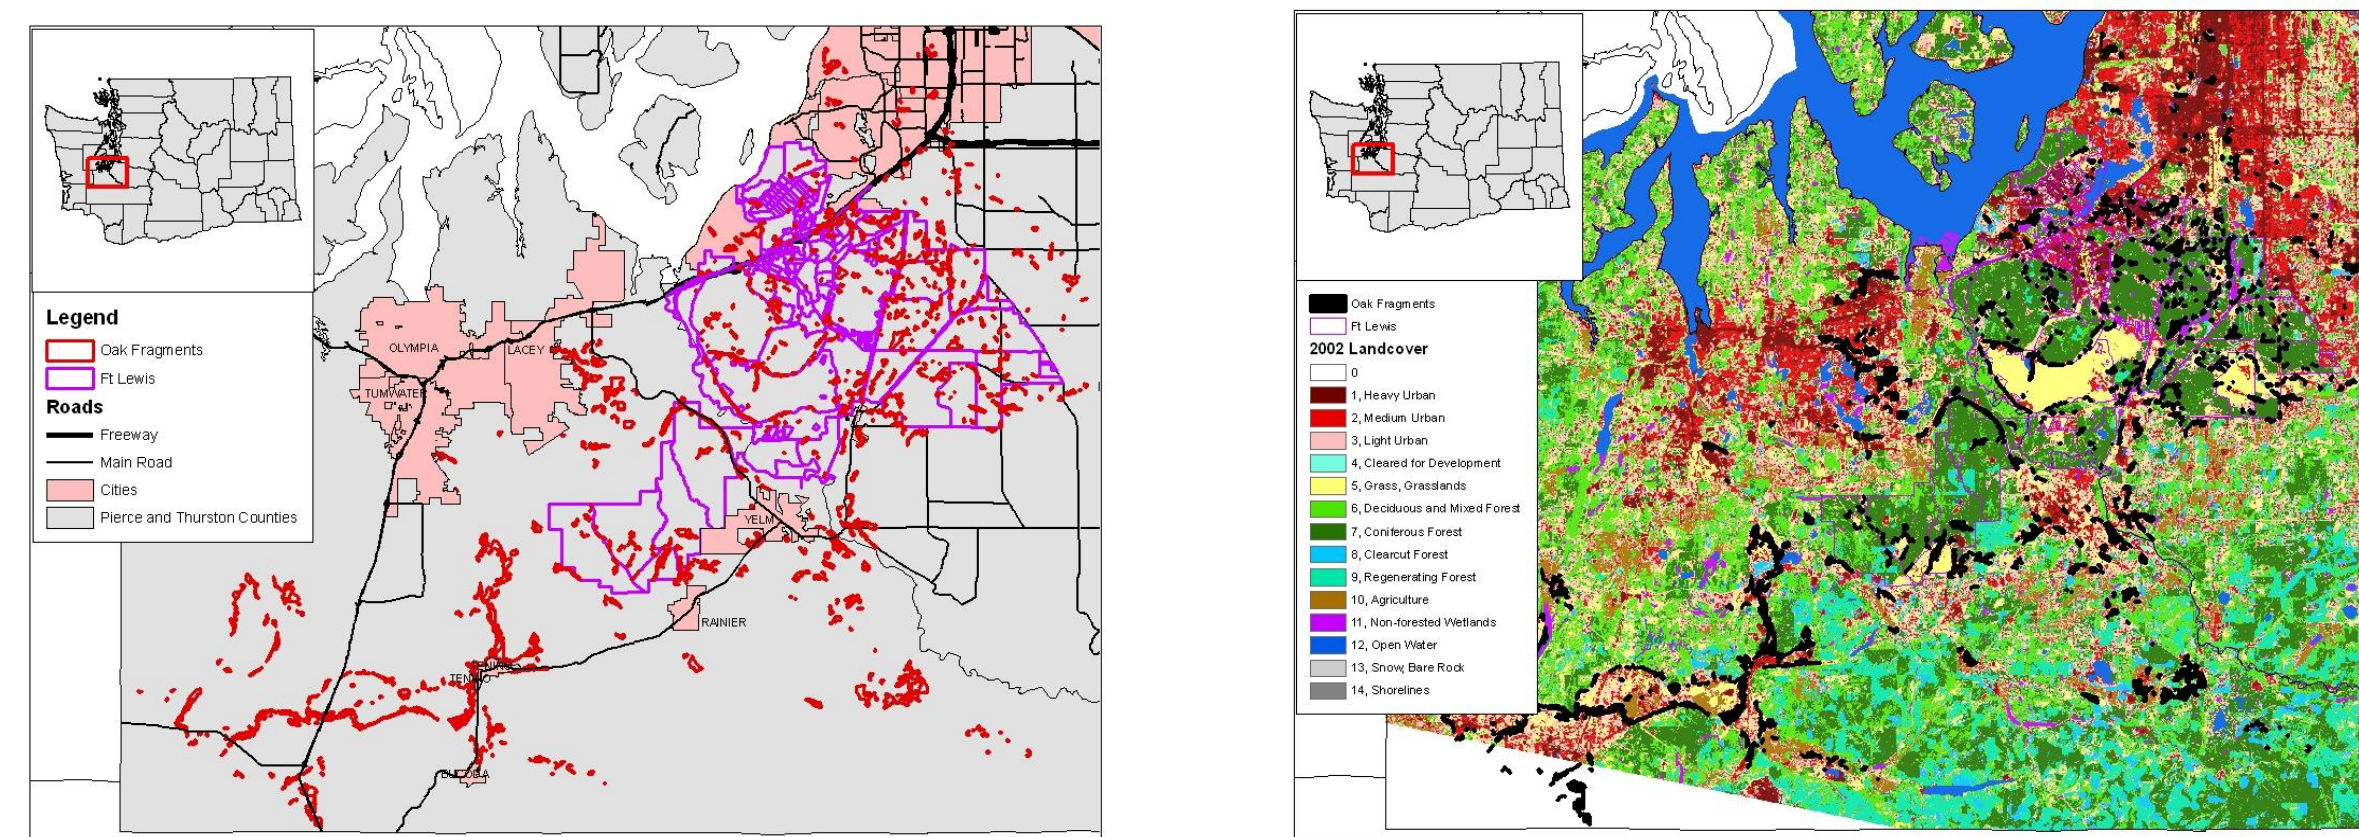 Legend
Oak Fragments
Ft Lewis
Roads
Freeway
Main Road
Cities
Pierce and Thurston Counties
OLYMPIA
LACEY
TUMWATER
YELM
RAINIER
TENINO
TENINO
BUCODA
Oak Fragments
Ft Lewis
2002 Landcover
0
1, Heavy Urban
2, Medium Urban
3, Light Urban
4, Cleared for Development
5, Grass, Grasslands
6, Deciduous and Mixed Forest
7, Coniferous Forest
8, Clearcut Forest
9, Regenerating Forest
10, Agriculture
11, Non-forested Wetlands
12, Open Water
13, Snow, Bare Rock
14, Shorelines